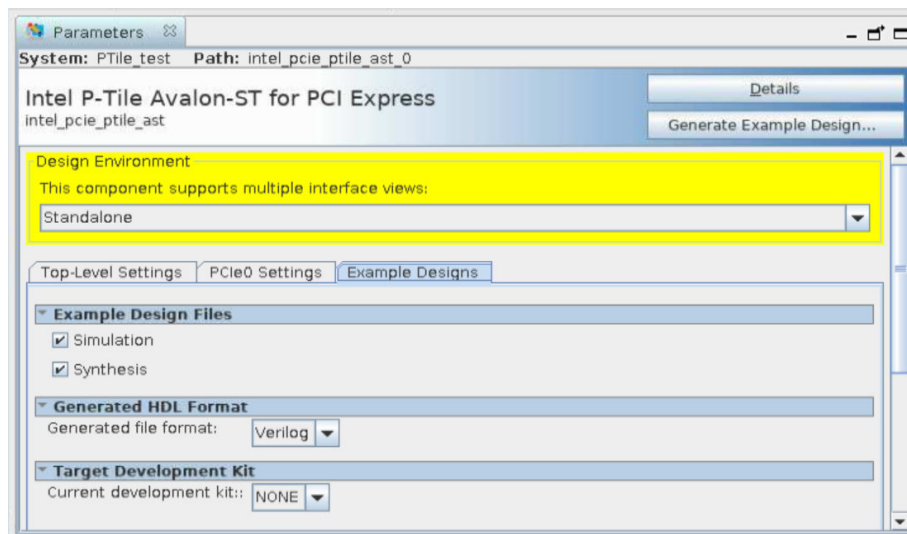 Parameters
System: PTile_test Path: intel_pcie_ptile_ast_0
Intel P-Tile Avalon-ST for PCI Express
intel_pcie_ptile_ast
Details
Generate Example Design...
Design Environment
This component supports multiple interface views:
Standalone
Top-Level Settings PCIe0 Settings Example Designs
Example Design Files
Simulation
Synthesis
Generated HDL Format
Generated file format: Verilog
Target Development Kit
Current development kit:: NONE